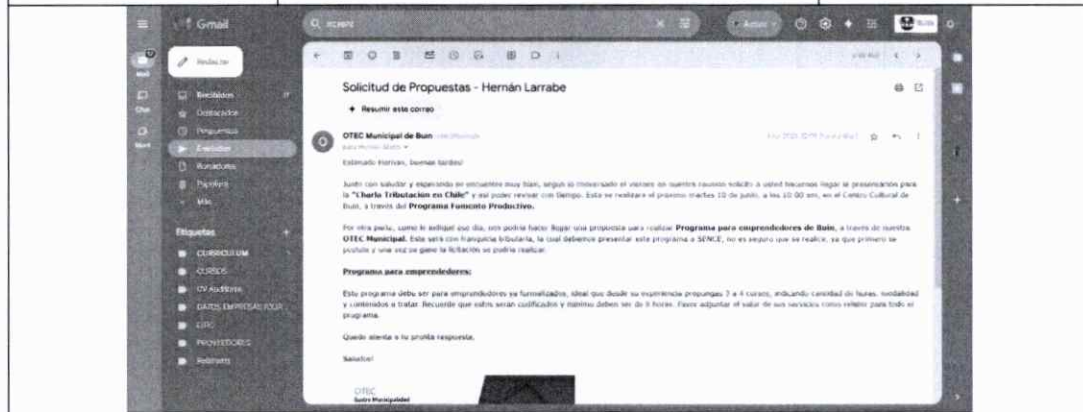 Gmail
Redactar
Mail
Recibidos
Chat
Destacados
Pospuestos
Meet
Enviados
Borradores
Más
Etiquetas
CURRICULUM
CURSOS
PROVEEDORES
Solicitud de Propuestas - Hernán Larrabe
Resumir este correo
OTEC Municipal de Buin
Estimado Hernán, buenas tardes!
Junto con saludar y esperando se encuentre muy bien, según lo conversado el viernes en nuestra reunión solicito a usted hacernos llegar la presentación para
la "Charla Tributación en Chile" y así poder revisar con tiempo. Esta se realizará el próximo martes 10 de junio, a las 10:00 am, en el Centro Cultural de
Buin, a través del Programa Fomento Productivo.
Por otra parte, como le indiqué ese día, nos podría hacer llegar una propuesta para realizar Programa para emprendedores de Buin, a través de nuestra
OTEC Municipal. Este será con franquicia tributaria, la cual debemos presentar este programa a SENCE, no es seguro que se realice, ya que primero se
postula y una vez se gane la licitación se podría realizar.
Programa para emprendedores:
Este programa debe ser para emprendedores ya formalizados, ideal que desde su experiencia propongas 3 a 4 cursos, indicando cantidad de horas, modalidad
y contenidos a tratar. Recuerde que estos serán codificados y mínimo deben ser de 8 horas. Favor adjuntar el valor de sus servicios como relator para todo el
programa.
Quedo atenta a tu pronta respuesta.
Saludos!
OTEC
Ilustre Municipalidad